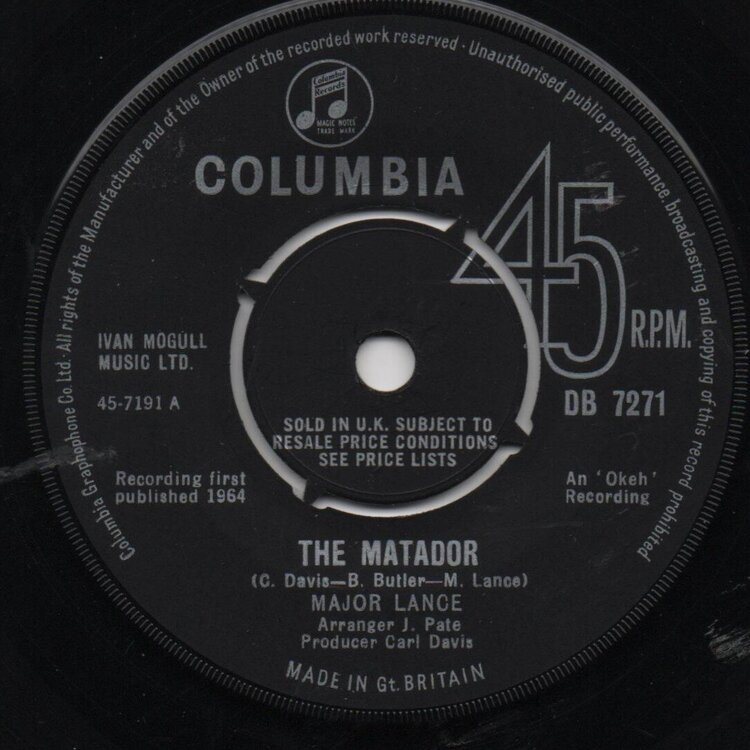 Columbia Graphophone Co. Ltd. · All rights of the Manufacturer and of the Owner of the recorded work reserved · Unauthorised public performance, broadcasting and copying of this record prohibited
Columbia
Records
MAGIC NOTES
TRADE MARK
COLUMBIA
45
R.P.M.
IVAN MOGULL
MUSIC LTD.
DB 7271
45-7191 A
SOLD IN U.K. SUBJECT TO
RESALE PRICE CONDITIONS
SEE PRICE LISTS
Recording first
published 1964
An 'Okeh'
Recording
THE MATADOR
(C. Davis—B. Butler—M. Lance)
MAJOR LANCE
Arranger J. Pate
Producer Carl Davis
MADE IN Gt. BRITAIN